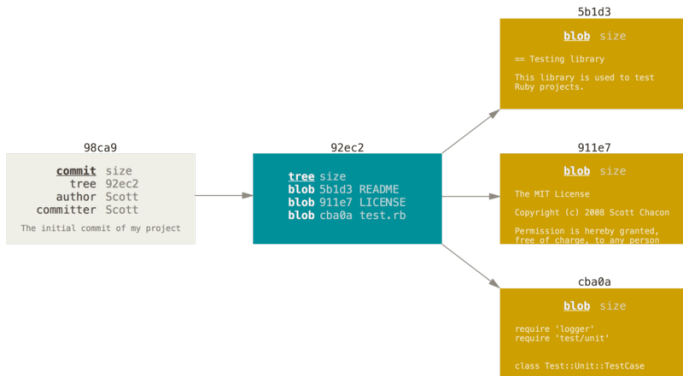 98ca9
commit size
tree 92ec2
author Scott
committer Scott
The initial commit of my project
92ec2
tree size
blob 5b1d3 README
blob 911e7 LICENSE
blob cba0a test.rb
5b1d3
blob size
== Testing library
This library is used to test
Ruby projects.
911e7
blob size
The MIT License
Copyright (c) 2008 Scott Chacon
Permission is hereby granted,
free of charge, to any person
cba0a
blob size
require 'logger'
require 'test/unit'
class Test::Unit::TestCase